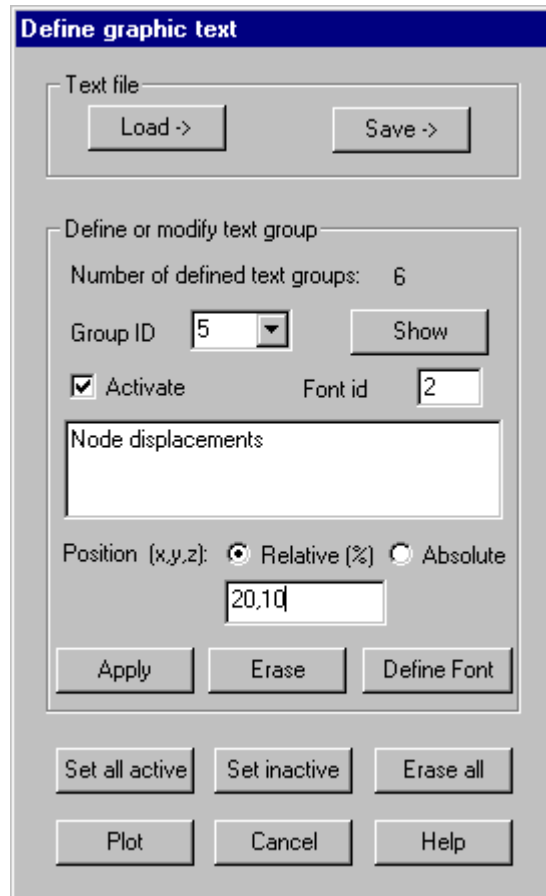 Define graphic text
Text file
Load ->
Save ->
Define or modify text group
Number of defined text groups: 6
Group ID 5 Show
Activate Font id 2
Node displacements
Position (x,y,z): Relative (%) Absolute
20,10
Apply Erase Define Font
Set all active Set inactive Erase all
Plot Cancel Help